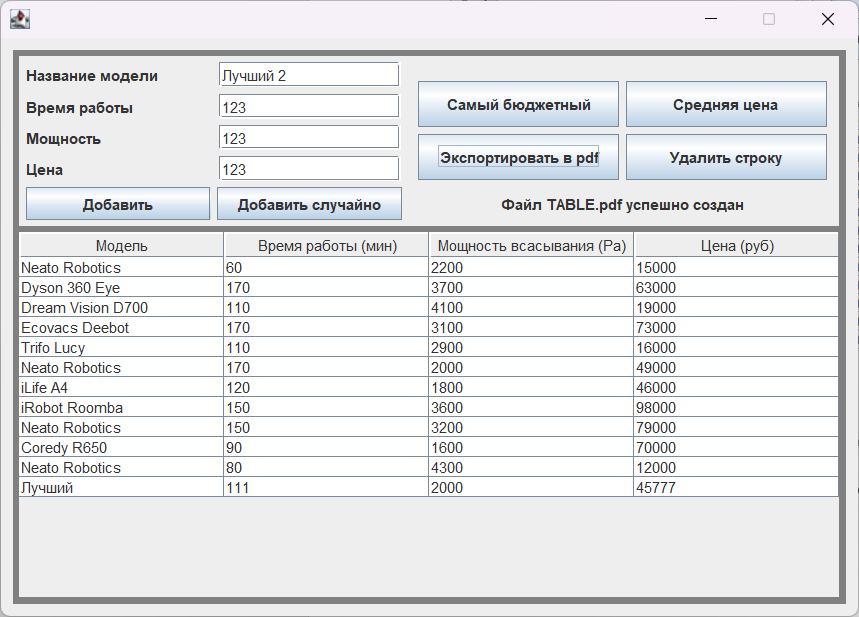 Название модели Лучший 2
Время работы 123
Мощность 123
Цена 123
Добавить Добавить случайно
Самый бюджетный Средняя цена
Экспортировать в pdf Удалить строку
Файл TABLE.pdf успешно создан
Модель Время работы (мин) Мощность всасывания (Pa) Цена (руб)
Neato Robotics 60 2200 15000
Dyson 360 Eye 170 3700 63000
Dream Vision D700 110 4100 19000
Ecovacs Deebot 170 3100 73000
Trifo Lucy 110 2900 16000
Neato Robotics 170 2000 49000
iLife A4 120 1800 46000
iRobot Roomba 150 3600 98000
Neato Robotics 150 3200 79000
Coredy R650 90 1600 70000
Neato Robotics 80 4300 12000
Лучший 111 2000 45777